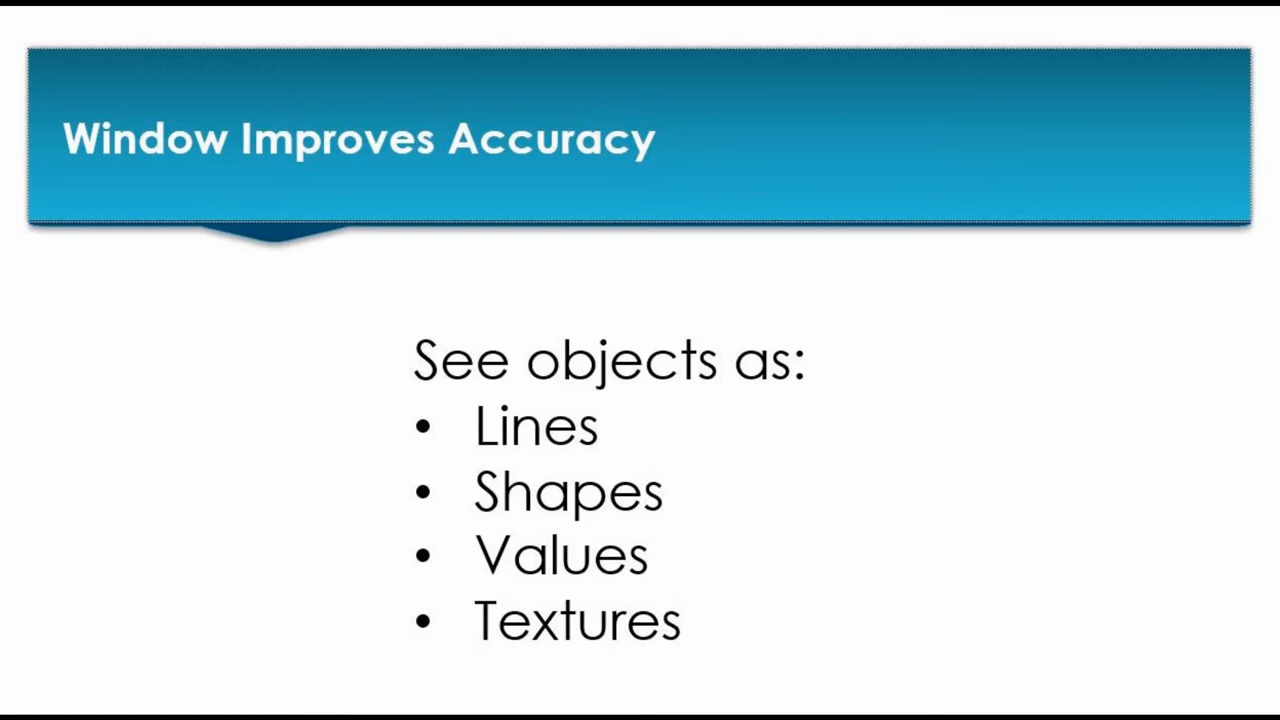 Window Improves Accuracy
See objects as:
• Lines
• Shapes
• Values
• Textures